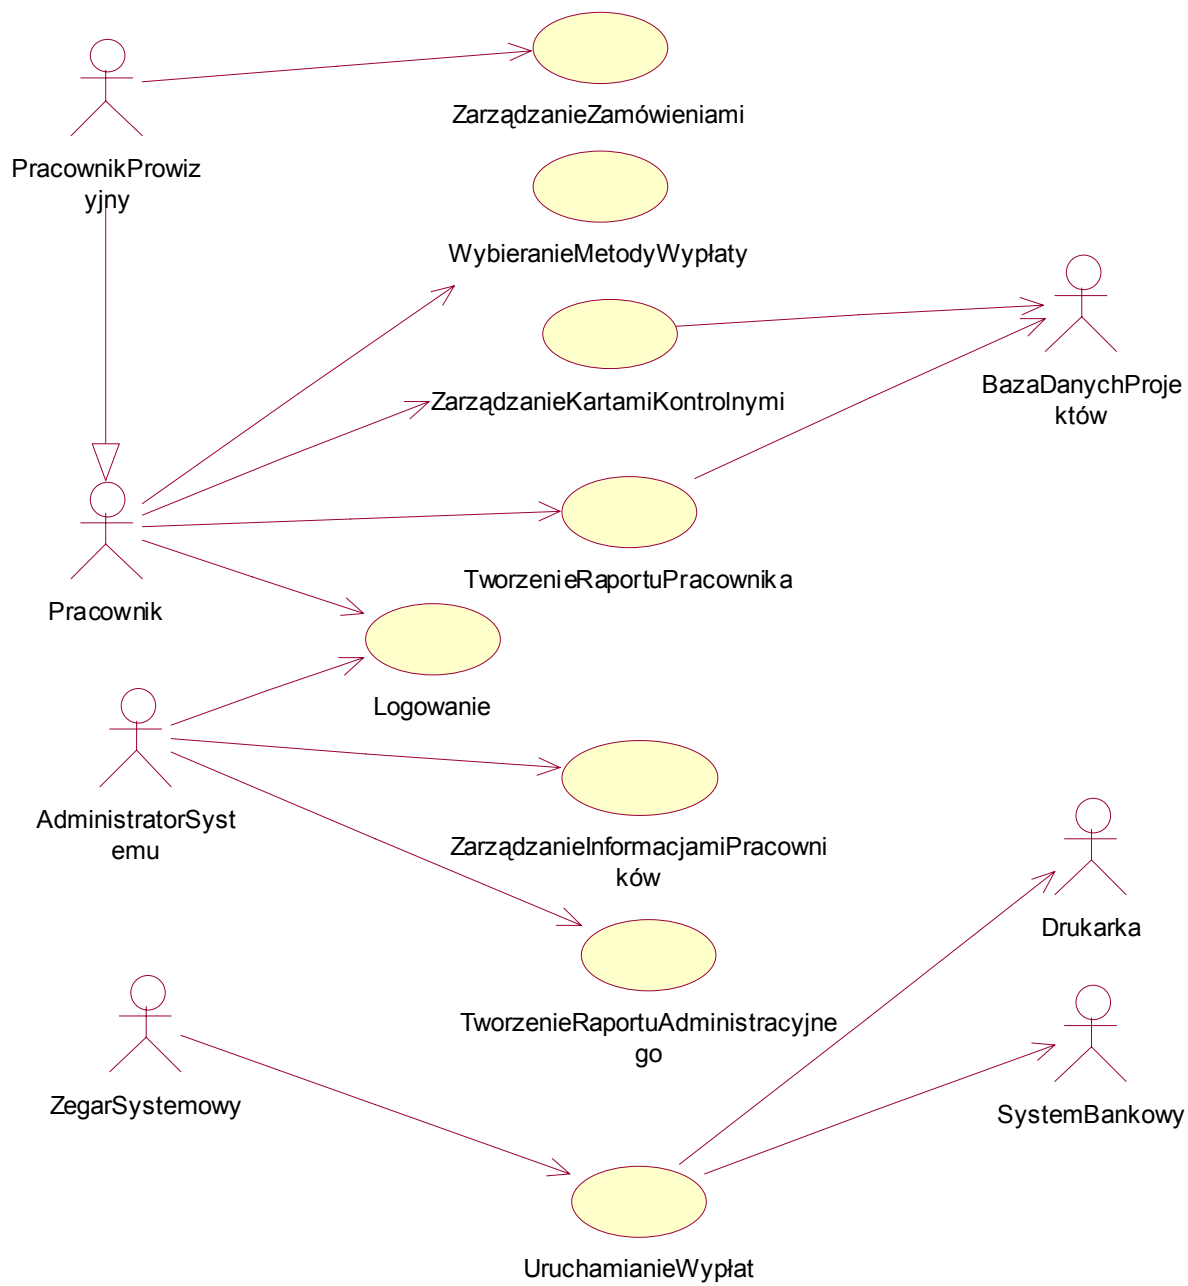 ZarządzanieZamówieniami
PracownikProwiz
yjny
WybieranieMetodyWypłaty
BazaDanychProje
któw
ZarządzanieKartamiKontrolnymi
TworzenieRaportuPracownika
Pracownik
Logowanie
AdministratorSyst
emu
ZarządzanieInformacjamiPracowni
ków
Drukarka
TworzenieRaportuAdministracyjne
go
ZegarSystemowy
SystemBankowy
UruchamianieWypłat